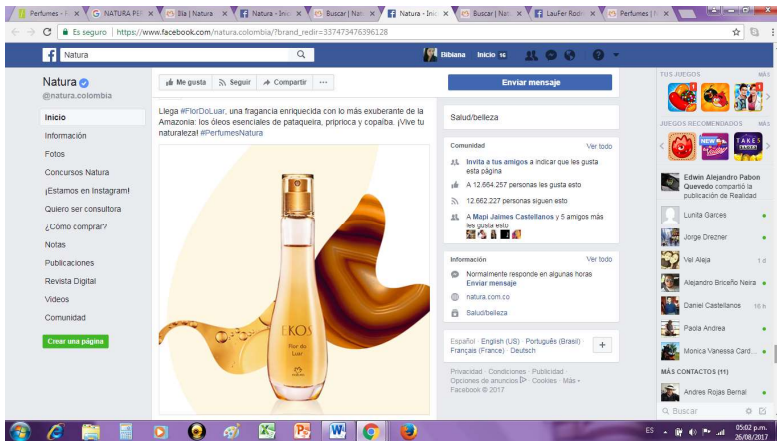 Perfumes -
NATURA PER
Ilía | Natura
Natura - Inic
Buscar | Nat
Natura - Inic
Buscar | Nat
LauFer Rodr
Perfumes | N
Es seguro | https://www.facebook.com/natura.colombia/?brand_redir=337473476396128
Natura
Bibiana
Inicio 16
Natura
@natura.colombia
Me gusta
Seguir
Compartir
Enviar mensaje
Inicio
Información
Fotos
Concursos Natura
¡Estamos en Instagram!
Quiero ser consultora
¿Cómo comprar?
Notas
Publicaciones
Revista Digital
Videos
Comunidad
Crear una página
Llega #FlorDoLuar, una fragancia enriquecida con lo más exuberante de la
Amazonia: los óleos esenciales de pataqueira, priprioca y copaíba. ¡Vive tu
naturaleza! #PerfumesNatura
EKOS
Flor do
Luar
Salud/belleza
Comunidad
Ver todo
Invita a tus amigos a indicar que les gusta
esta página
A 12.664.257 personas les gusta esto
12.662.227 personas siguen esto
A Mapi Jaimes Castellanos y 5 amigos más
les gusta esto
Información
Ver todo
Normalmente responde en algunas horas
Enviar mensaje
natura.com.co
Salud/belleza
Español · English (US) · Português (Brasil) ·
Français (France) · Deutsch
Privacidad · Condiciones · Publicidad ·
Opciones de anuncios · Cookies · Más
Facebook © 2017
TUS JUEGOS
MÁS
JUEGOS RECOMENDADOS
MÁS
NEW
TAKES
Edwin Alejandro Pabon
Quevedo compartió la
publicación de Realidad
Lunita Garces
Jorge Drezner
Vel Aleja
1 d
Alejandro Briceño Neira
Daniel Castellanos
16 h
Paola Andrea
Monica Vanessa Card...
MÁS CONTACTOS (11)
Andres Rojas Bernal
Buscar
ES
05:02 p.m.
26/08/2017